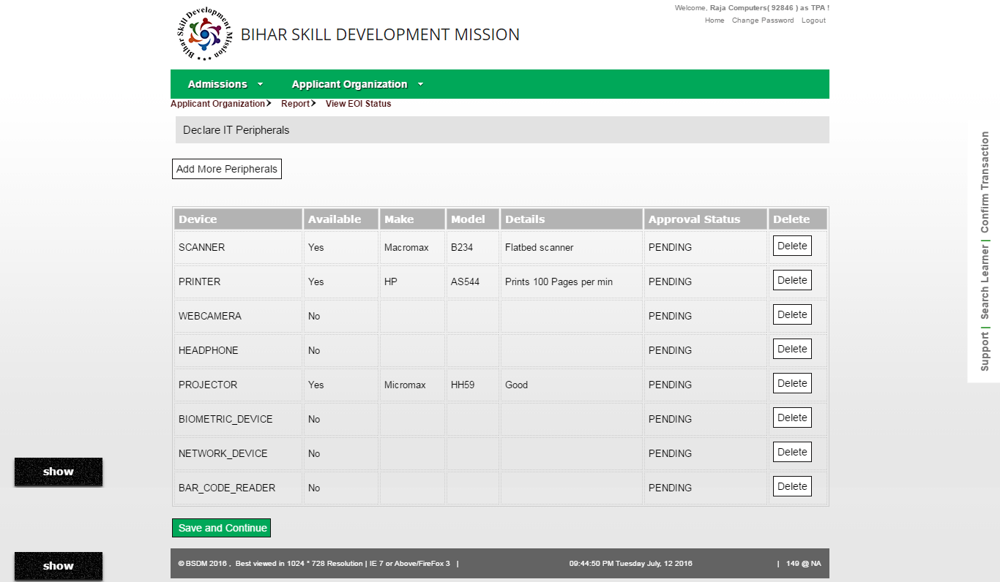 Welcome, Raja Computers( 92846 ) as TPA !
Home Change Password Logout
Bihar Skill Development Mission
BIHAR SKILL DEVELOPMENT MISSION
Admissions Applicant Organization
Applicant Organization Report View EOI Status
Declare IT Peripherals
Add More Peripherals
Device Available Make Model Details Approval Status Delete
SCANNER Yes Macromax B234 Flatbed scanner PENDING Delete
PRINTER Yes HP AS544 Prints 100 Pages per min PENDING Delete
WEBCAMERA No PENDING Delete
HEADPHONE No PENDING Delete
PROJECTOR Yes Micromax HH59 Good PENDING Delete
BIOMETRIC_DEVICE No PENDING Delete
NETWORK_DEVICE No PENDING Delete
BAR_CODE_READER No PENDING Delete
Save and Continue
show
show
Support | Search Learner | Confirm Transaction
© BSDM 2016 , Best viewed in 1024 * 728 Resolution | IE 7 or Above/FireFox 3 | 09:44:50 PM Tuesday July, 12 2016 | 149 @ NA